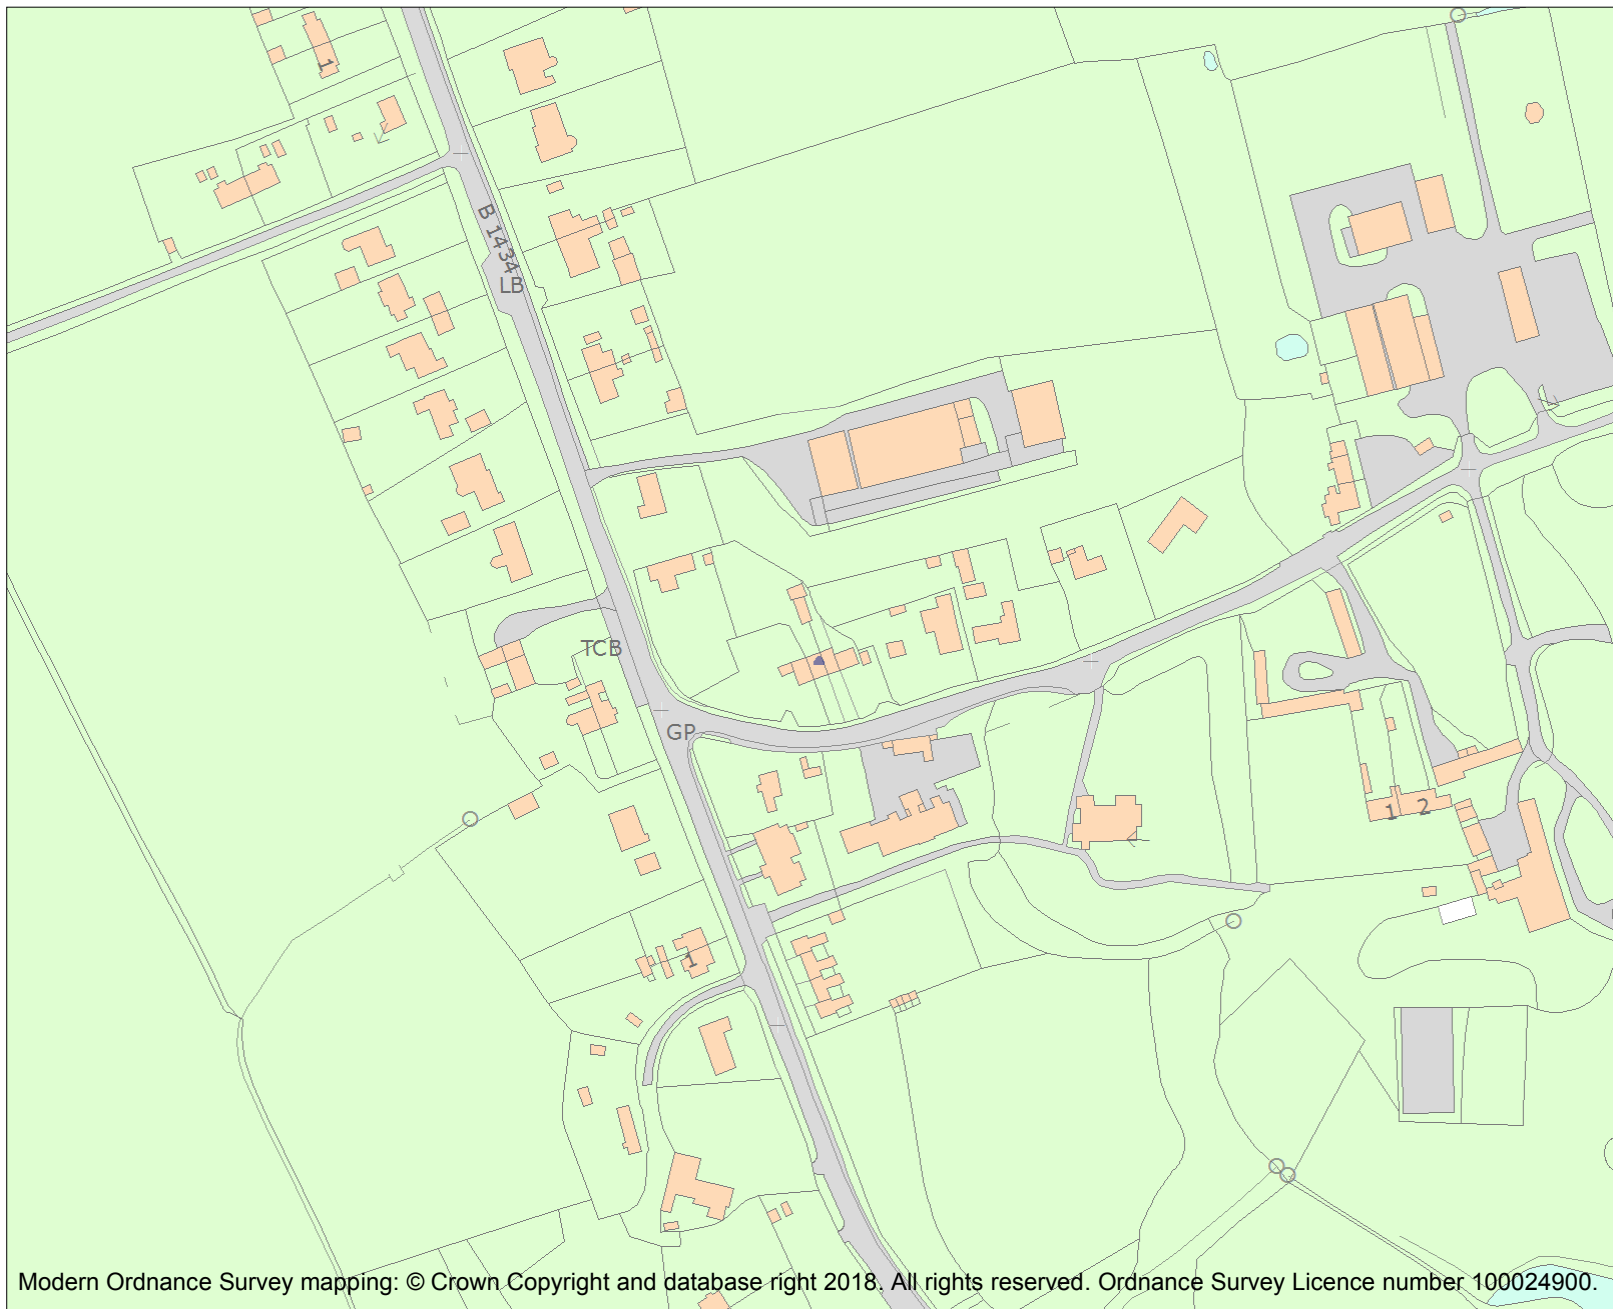 1
B 1434
LB
TCB
GP
1 2
1
Modern Ordnance Survey mapping: © Crown Copyright and database right 2018. All rights reserved. Ordnance Survey Licence number 100024900.